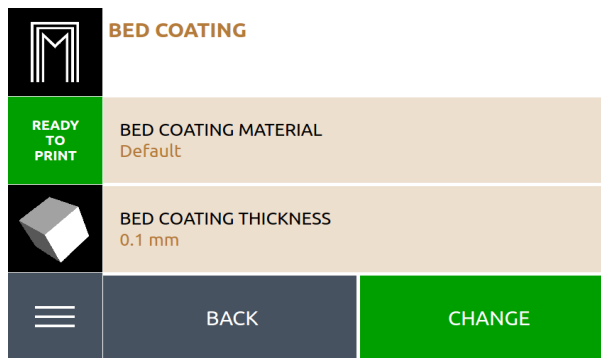 BED COATING
READY
TO
PRINT
BED COATING MATERIAL
Default
BED COATING THICKNESS
0.1 mm
BACK
CHANGE